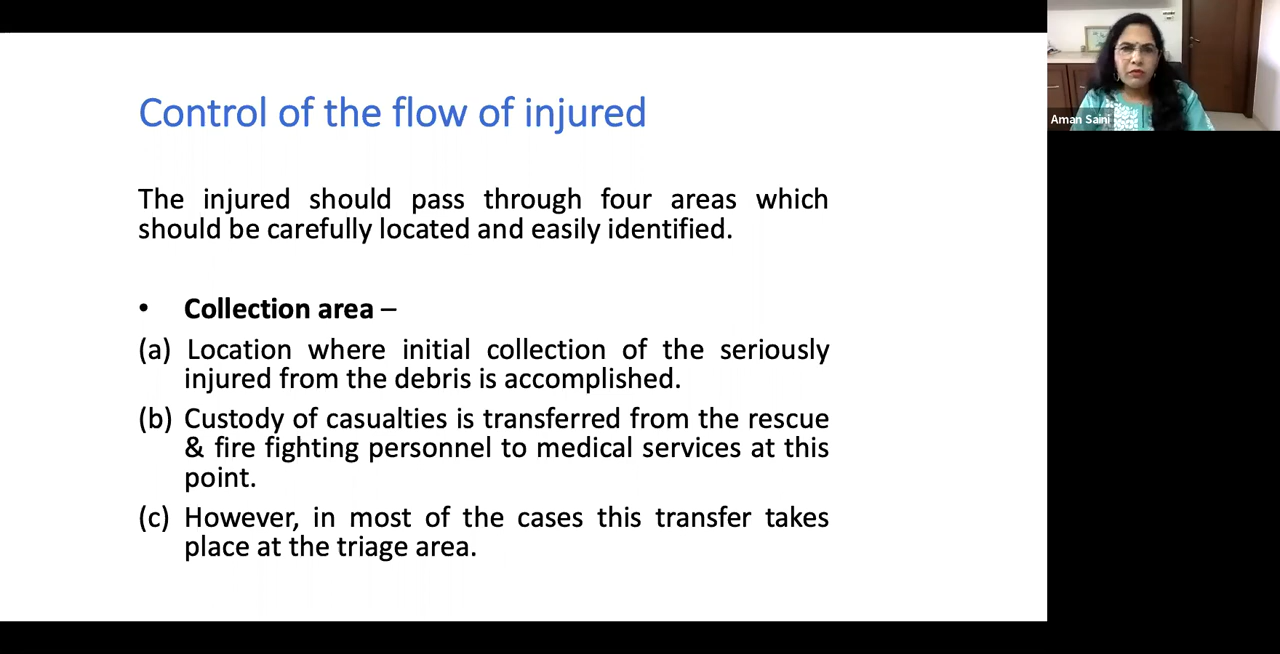 Control of the flow of injured
Aman Saini
The injured should pass through four areas which
should be carefully located and easily identified.
• Collection area –
(a) Location where initial collection of the seriously
injured from the debris is accomplished.
(b) Custody of casualties is transferred from the rescue
& fire fighting personnel to medical services at this
point.
(c) However, in most of the cases this transfer takes
place at the triage area.